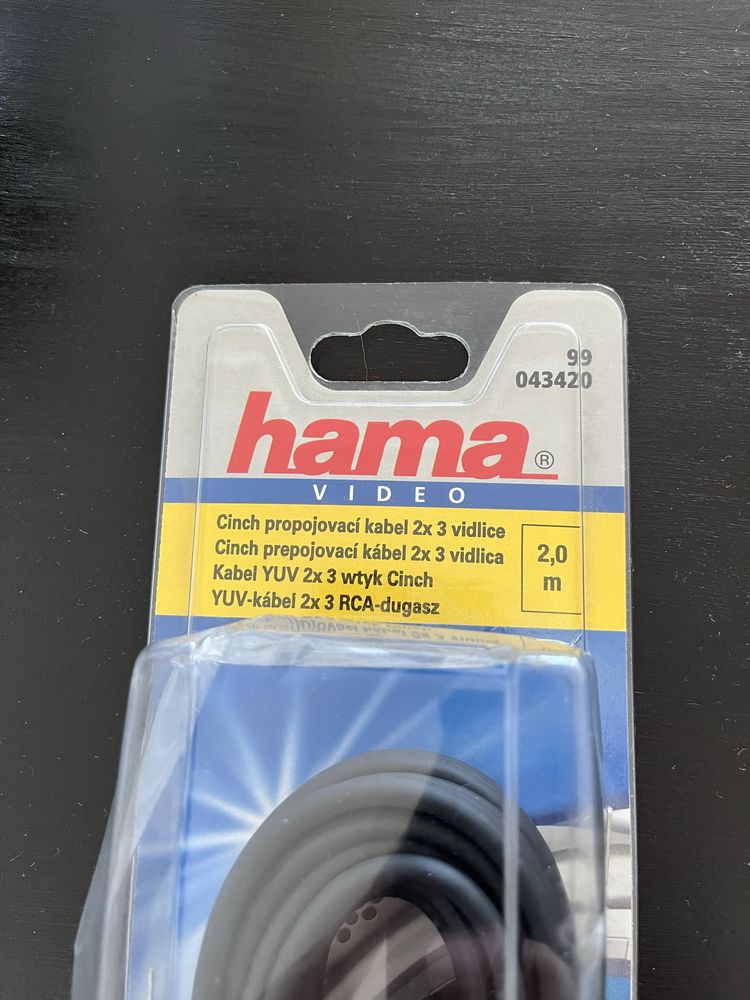 99
043420
hama®
VIDEO
Cinch propojovací kabel 2x 3 vidlice
Cinch prepojovací kábel 2x 3 vidlica
Kabel YUV 2x 3 wtyk Cinch
YUV-kábel 2x 3 RCA-dugasz
2,0
m